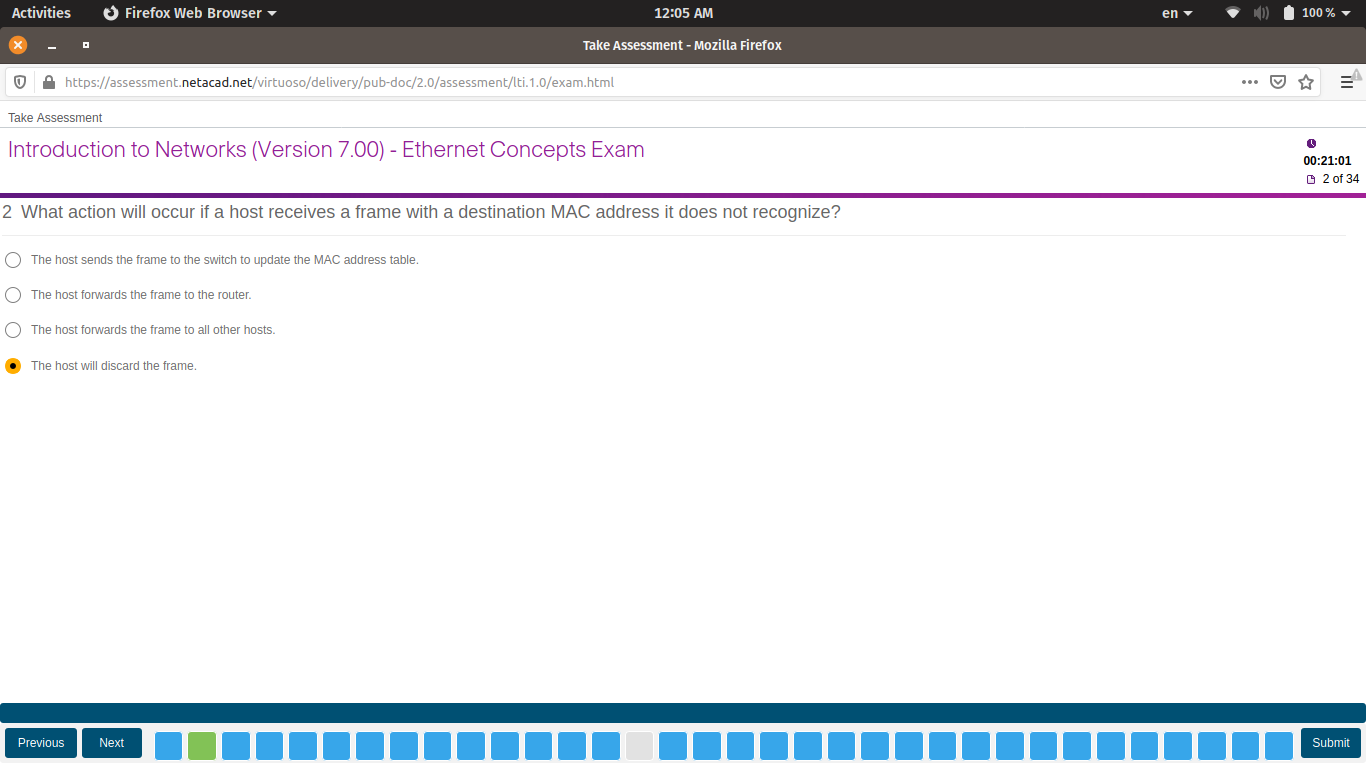 Activities Firefox Web Browser 12:05 AM en 100 %
Take Assessment - Mozilla Firefox
https://assessment.netacad.net/virtuoso/delivery/pub-doc/2.0/assessment/lti.1.0/exam.html
Take Assessment
Introduction to Networks (Version 7.00) - Ethernet Concepts Exam
00:21:01
2 of 34
2 What action will occur if a host receives a frame with a destination MAC address it does not recognize?
The host sends the frame to the switch to update the MAC address table.
The host forwards the frame to the router.
The host forwards the frame to all other hosts.
The host will discard the frame.
Previous Next Submit